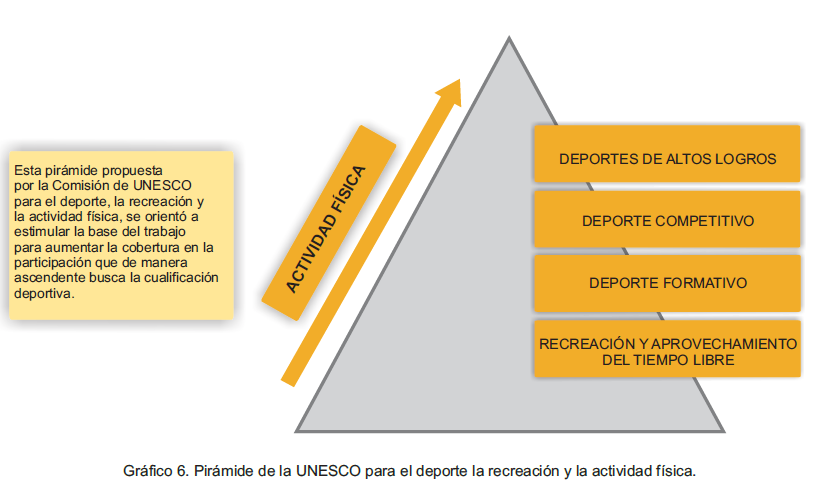 Esta pirámide propuesta
por la Comisión de UNESCO
para el deporte, la recreación y
la actividad física, se orientó a
estimular la base del trabajo
para aumentar la cobertura en la
participación que de manera
ascendente busca la cualificación
deportiva.
ACTIVIDAD FÍSICA
DEPORTES DE ALTOS LOGROS
DEPORTE COMPETITIVO
DEPORTE FORMATIVO
RECREACIÓN Y APROVECHAMIENTO
DEL TIEMPO LIBRE
Gráfico 6. Pirámide de la UNESCO para el deporte la recreación y la actividad física.